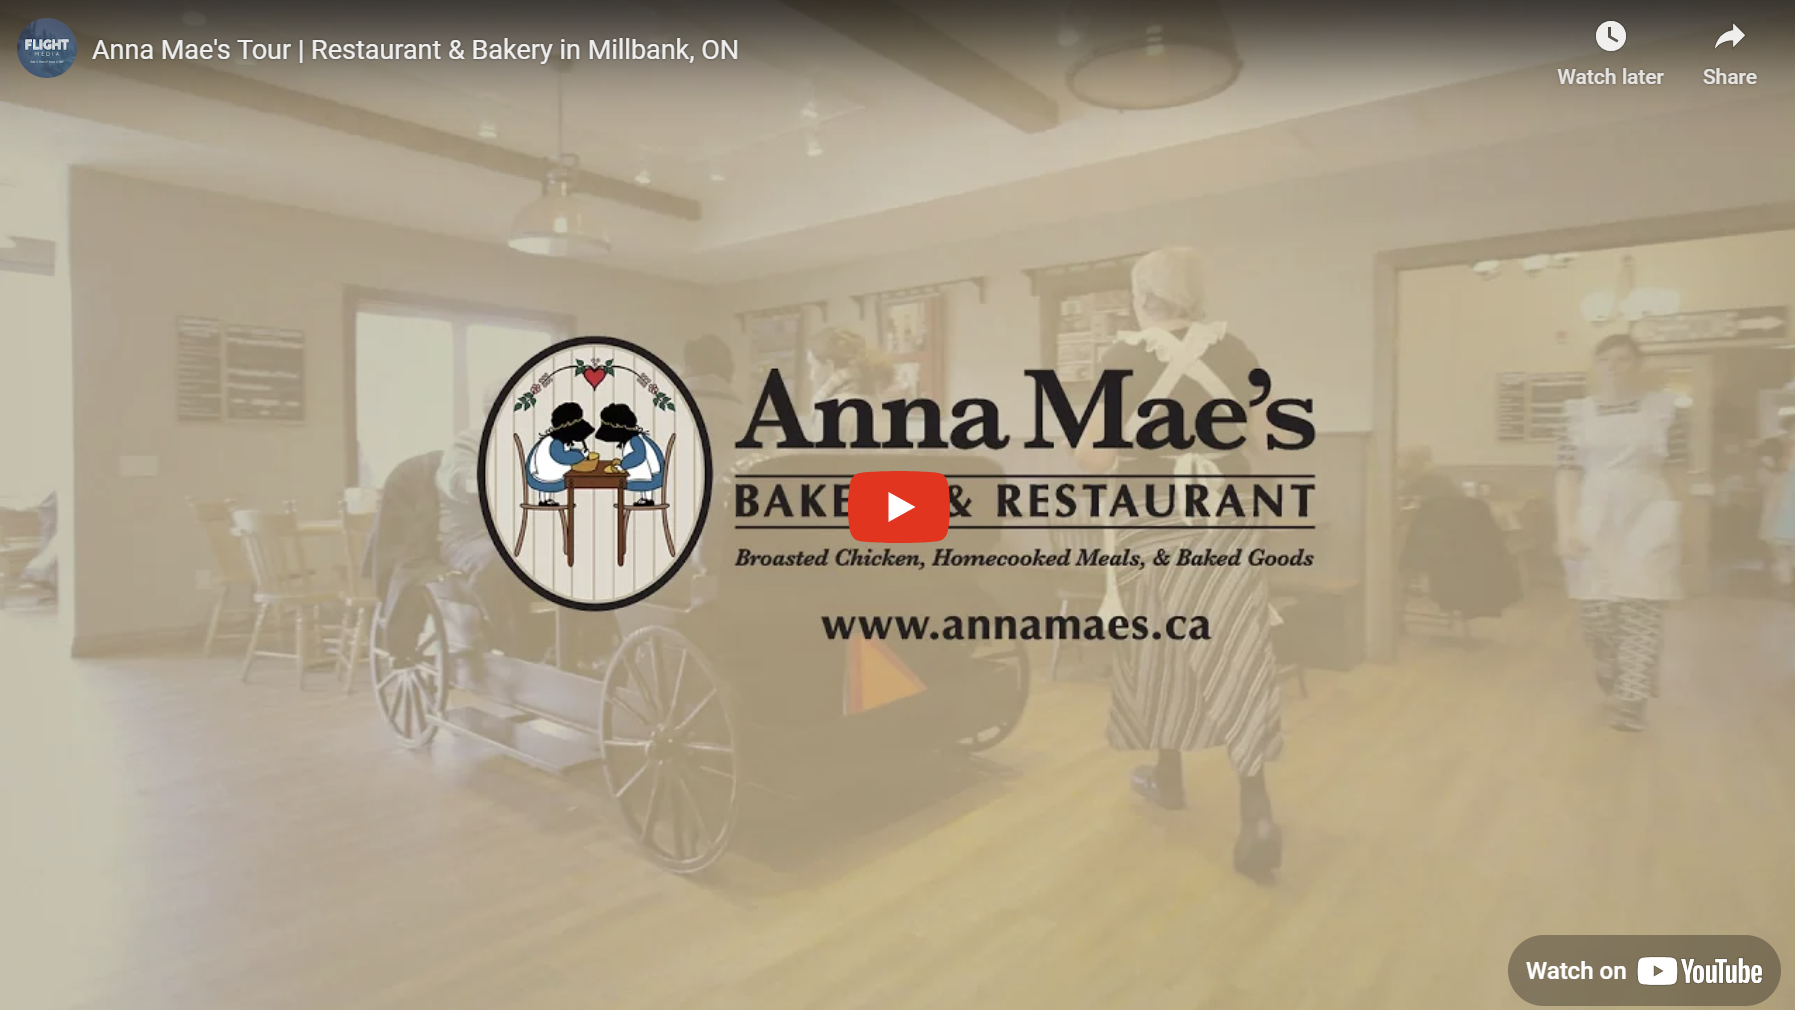 FLIGHT
MEDIA
Anna Mae's Tour | Restaurant & Bakery in Millbank, ON
Watch later
Share
Anna Mae's
BAKE & RESTAURANT
Broasted Chicken, Homecooked Meals, & Baked Goods
www.annamaes.ca
Watch on YouTube